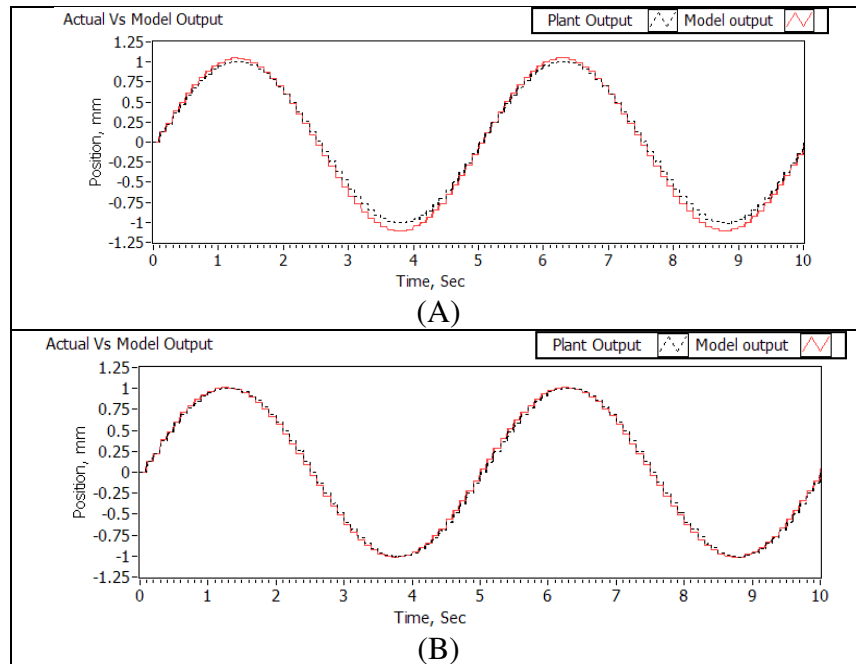 Actual Vs Model Output
Plant Output
Model output
1.25
1
0.75
0.5
0.25
0
-0.25
-0.5
-0.75
-1
-1.25
Position, mm
0 1 2 3 4 5 6 7 8 9 10
Time, Sec
(A)
Actual Vs Model Output
Plant Output
Model output
1.25
1
0.75
0.5
0.25
0
-0.25
-0.5
-0.75
-1
-1.25
Position, mm
0 1 2 3 4 5 6 7 8 9 10
Time, Sec
(B)